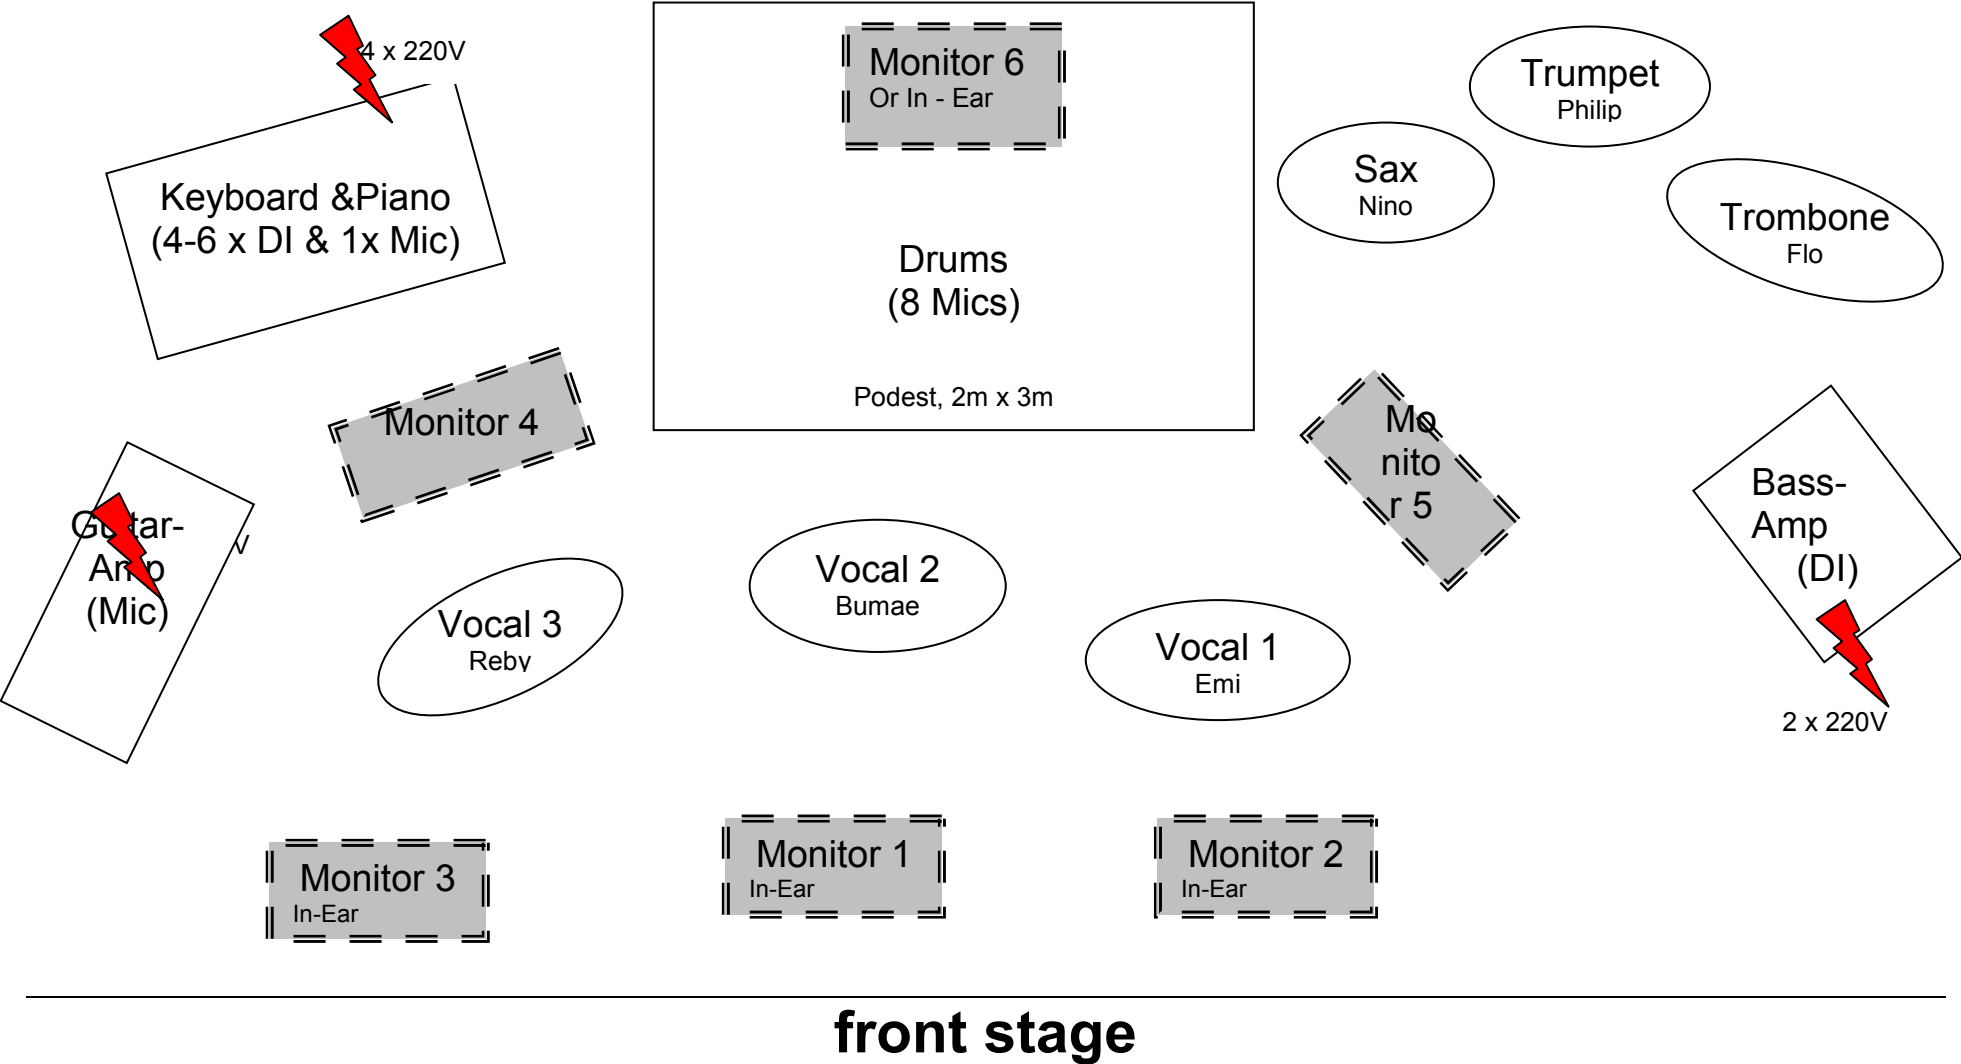 4 x 220V
Monitor 6
Or In - Ear
Trumpet
Philip
Sax
Nino
Trombone
Flo
Keyboard &Piano
(4-6 x DI & 1x Mic)
Drums
(8 Mics)
Podest, 2m x 3m
Monitor 4
Mo
nito
r 5
Bass-
Amp
(DI)
2 x 220V
Guitar-
Amp
(Mic)
V
Vocal 3
Reby
Vocal 2
Bumae
Vocal 1
Emi
Monitor 3
In-Ear
Monitor 1
In-Ear
Monitor 2
In-Ear
front stage